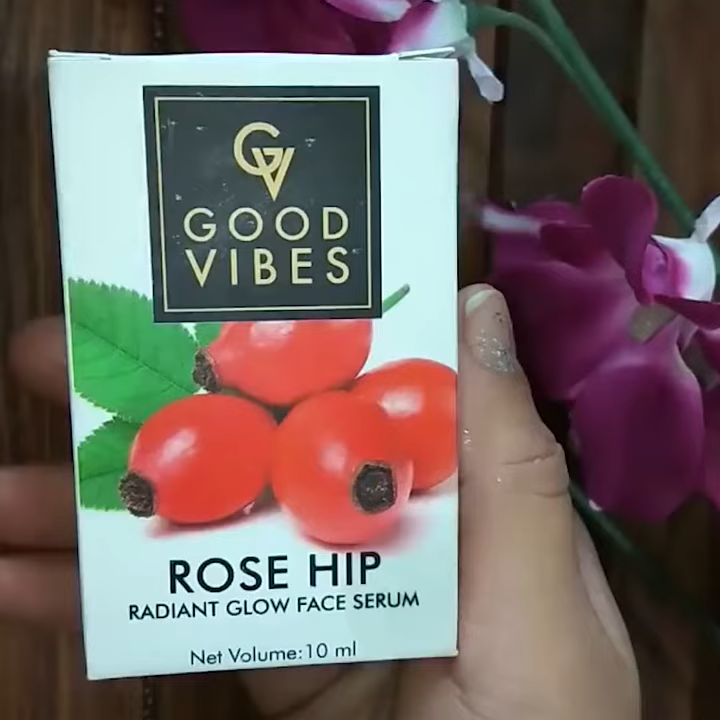 GV
GOOD
VIBES
ROSE HIP
RADIANT GLOW FACE SERUM
Net Volume:10 ml